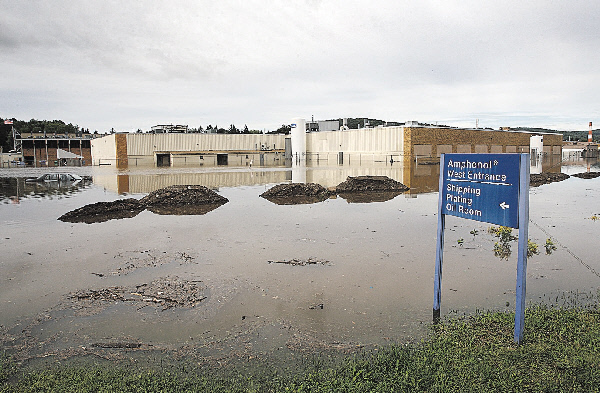 Amphenol®
West Entrance
Shipping
Plating
Oil Room